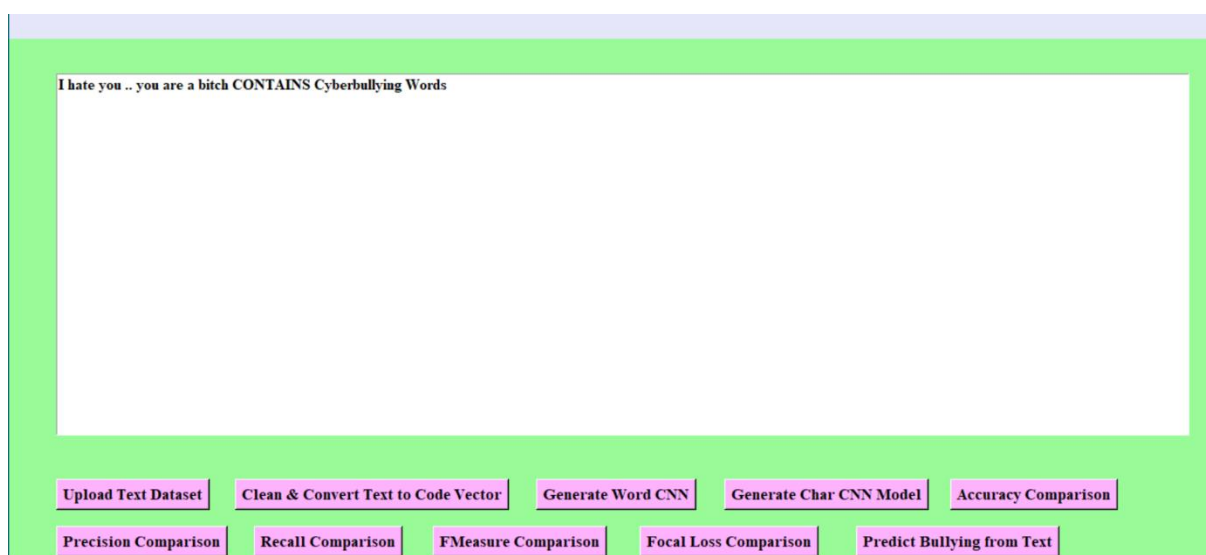 I hate you .. you are a bitch CONTAINS Cyberbullying Words
Upload Text Dataset Clean & Convert Text to Code Vector Generate Word CNN Generate Char CNN Model Accuracy Comparison
Precision Comparison Recall Comparison FMeasure Comparison Focal Loss Comparison Predict Bullying from Text